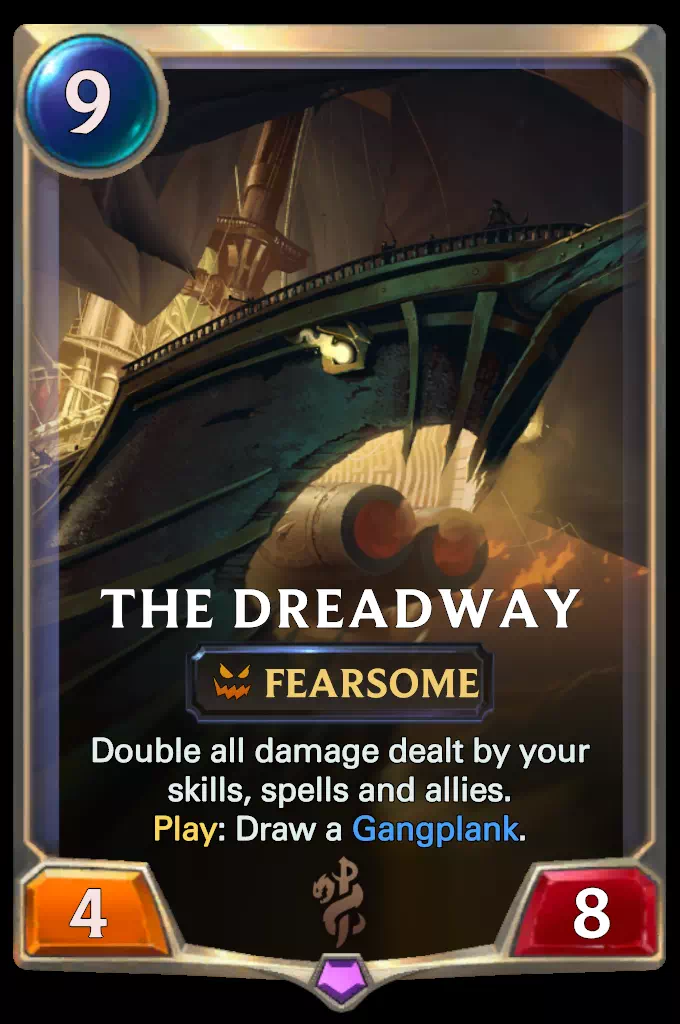 9
THE DREADWAY
FEARSOME
Double all damage dealt by your
skills, spells and allies.
Play: Draw a Gangplank.
4
8